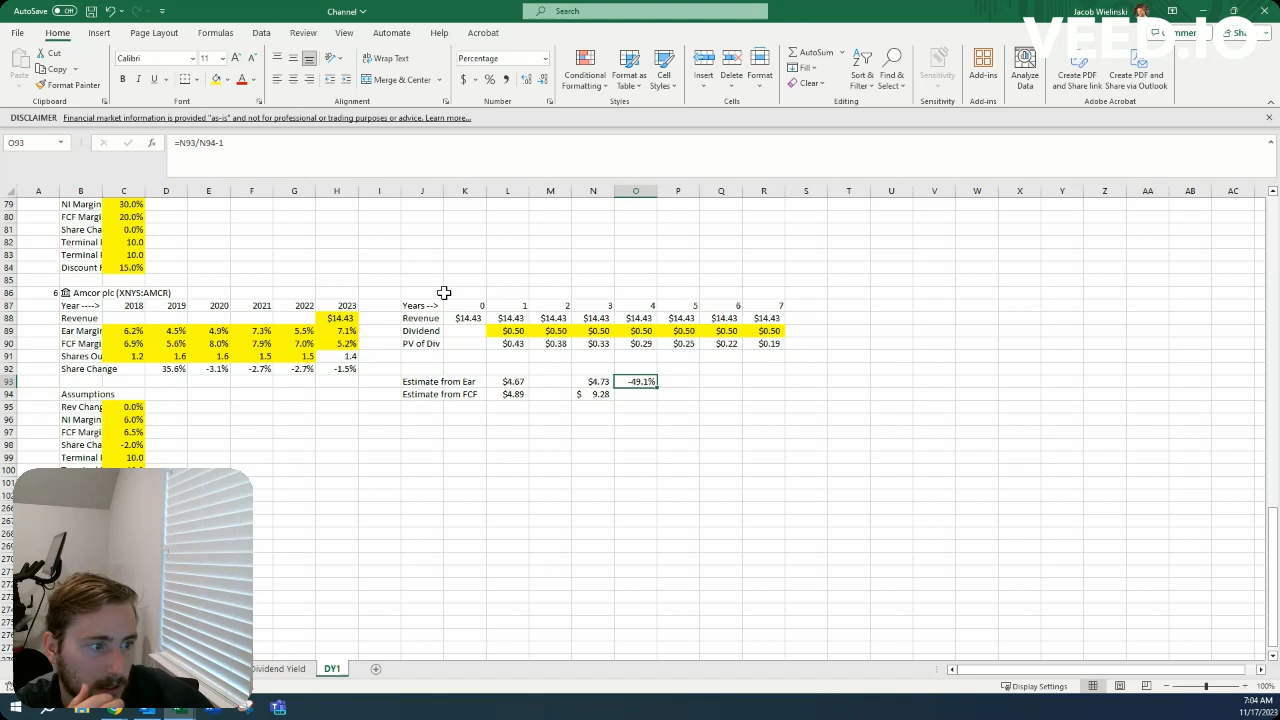 AutoSave Off Channel Search Jacob Wielinski
VEED.IO
File Home Insert Page Layout Formulas Data Review View Automate Help Acrobat
Paste Cut Copy Format Painter Clipboard
Calibri 11 B I U Font
Wrap Text Merge & Center Alignment
Percentage $ % Number
Conditional Formatting Format as Table Cell Styles Styles
Insert Delete Format Cells
AutoSum Fill Clear Sort & Filter Find & Select Editing
Sensitivity Sensitivity
Add-ins Add-ins
Analyze Data
Create PDF and Share link Create PDF and Share via Outlook Adobe Acrobat
DISCLAIMER Financial market information is provided "as-is" and not for professional or trading purposes or advice. Learn more...
O93 fx =N93/N94-1
A B C D E F G H I J K L M N O P Q R S T U V W X Y Z AA AB AC
79 NI Margin 30.0%
80 FCF Margi 20.0%
81 Share Cha 0.0%
82 Terminal 10.0
83 Terminal 10.0
84 Discount 15.0%
85
86 6 Amcor plc (XNYS:AMCR)
87 Year ----> 2018 2019 2020 2021 2022 2023 Years --> 0 1 2 3 4 5 6 7
88 Revenue $14.43 Revenue $14.43 $14.43 $14.43 $14.43 $14.43 $14.43 $14.43 $14.43
89 Ear Margin 6.2% 4.5% 4.9% 7.3% 5.5% 7.1% Dividend $0.50 $0.50 $0.50 $0.50 $0.50 $0.50 $0.50
90 FCF Margi 6.9% 5.6% 8.0% 7.9% 7.0% 5.2% PV of Div $0.43 $0.38 $0.33 $0.29 $0.25 $0.22 $0.19
91 Shares Ou 1.2 1.6 1.6 1.5 1.5 1.4
92 Share Change 35.6% -3.1% -2.7% -2.7% -1.5%
93 Estimate from Ear $4.67 $4.73 -49.1%
94 Assumptions Estimate from FCF $4.89 $ 9.28
95 Rev Chang 0.0%
96 NI Margin 6.0%
97 FCF Margi 6.5%
98 Share Cha -2.0%
99 Terminal 10.0
100
Dividend Yield DY1
Display Settings 100%
7:04 AM
11/17/2023